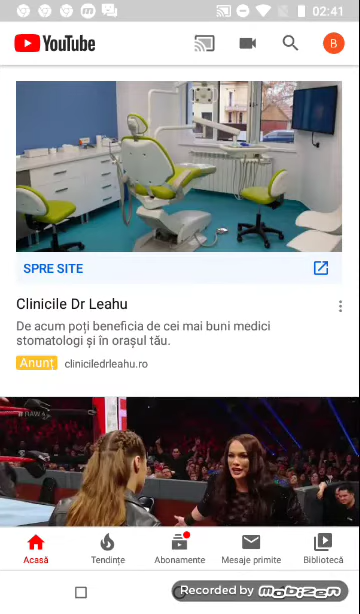 02:41
YouTube
B
SPRE SITE
Clinicile Dr Leahu
De acum poți beneficia de cei mai buni medici
stomatologi și în orașul tău.
Anunț cliniciledrleahu.ro
Acasă Tendințe Abonamente Mesaje primite Bibliotecă
Recorded by MOBIZEN